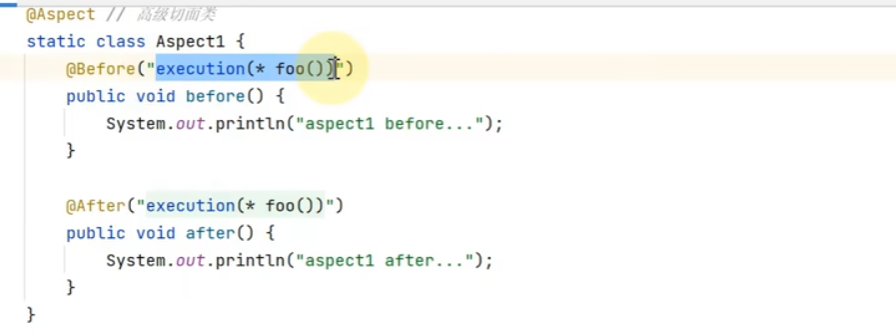 @Aspect // 高级切面类
static class Aspect1 {
@Before("execution(* foo())")
public void before() {
System.out.println("aspect1 before...");
}
@After("execution(* foo())")
public void after() {
System.out.println("aspect1 after...");
}
}